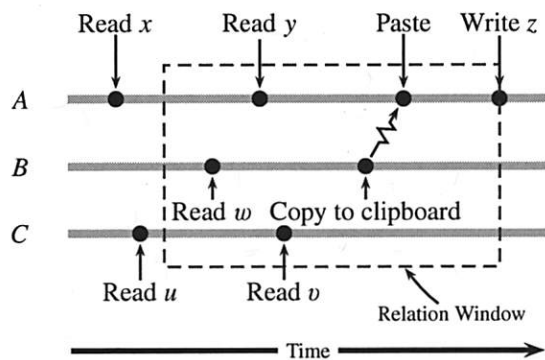 Read x Read y Paste Write z
A
B
Read w Copy to clipboard
C
Read u Read v
Relation Window
Time